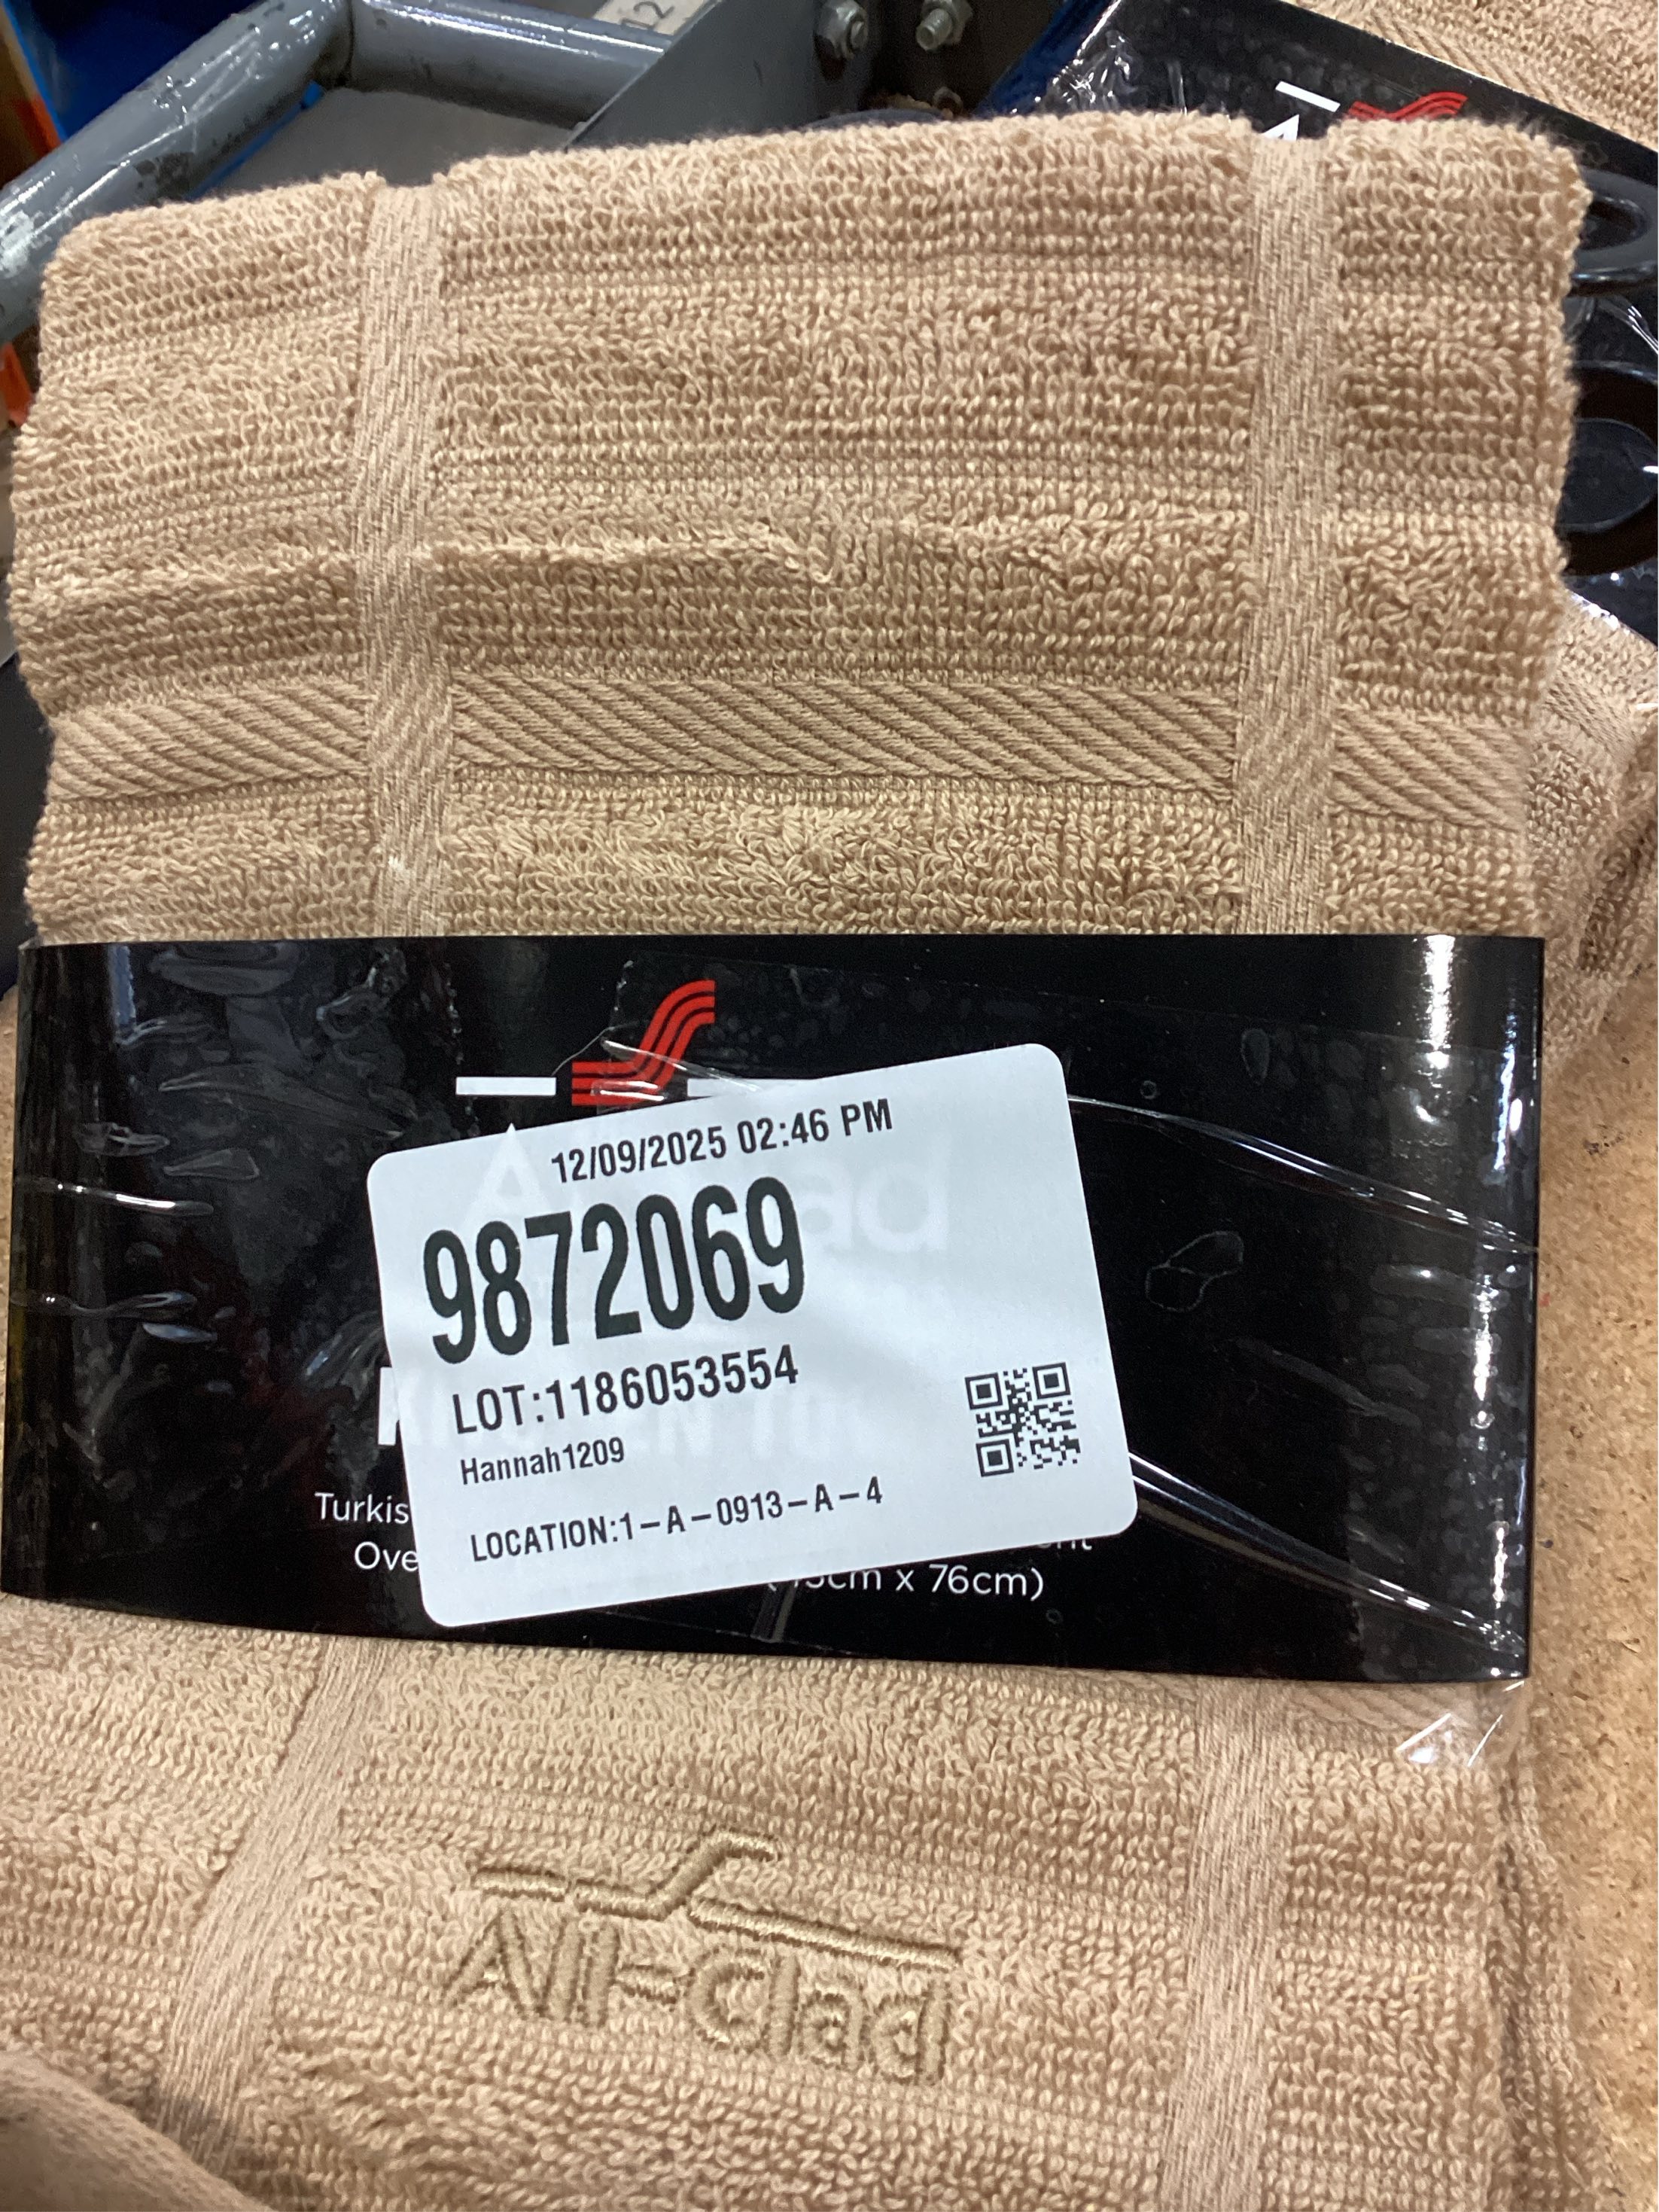 12
12/09/2025 02:46 PM
9872069
LOT:1186053554
Hannah1209
LOCATION:1-A-0913-A-4
Turkis
Ove
cm x 76cm)
All-Clad